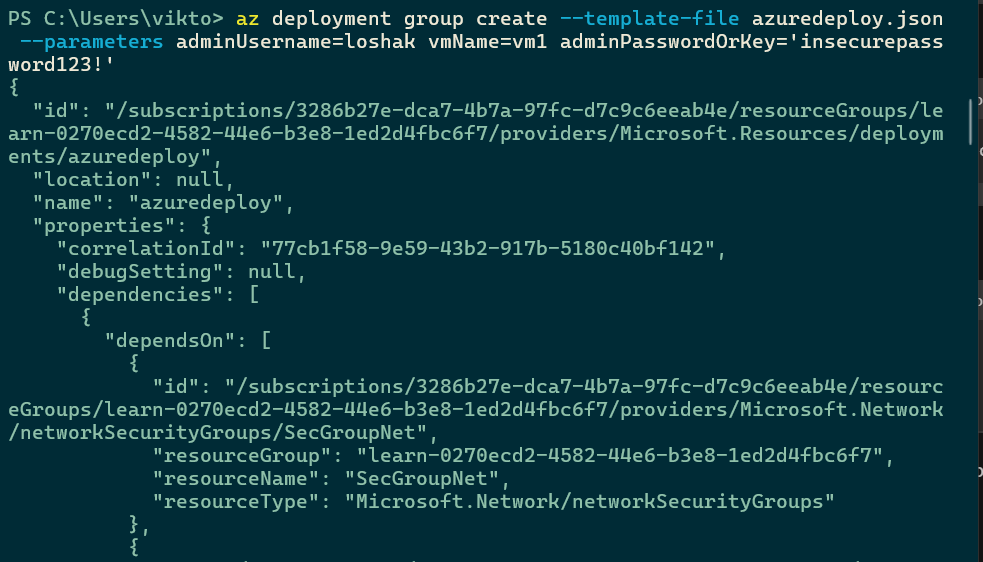 PS C:\Users\vikto> az deployment group create --template-file azuredeploy.json
 --parameters adminUsername=loshak vmName=vm1 adminPasswordOrKey='insecurepass
word123!'
{
  "id": "/subscriptions/3286b27e-dca7-4b7a-97fc-d7c9c6eeab4e/resourceGroups/le
arn-0270ecd2-4582-44e6-b3e8-1ed2d4fbc6f7/providers/Microsoft.Resources/deploym
ents/azuredeploy",
  "location": null,
  "name": "azuredeploy",
  "properties": {
    "correlationId": "77cb1f58-9e59-43b2-917b-5180c40bf142",
    "debugSetting": null,
    "dependencies": [
      {
        "dependsOn": [
          {
            "id": "/subscriptions/3286b27e-dca7-4b7a-97fc-d7c9c6eeab4e/resourc
eGroups/learn-0270ecd2-4582-44e6-b3e8-1ed2d4fbc6f7/providers/Microsoft.Network
/networkSecurityGroups/SecGroupNet",
            "resourceGroup": "learn-0270ecd2-4582-44e6-b3e8-1ed2d4fbc6f7",
            "resourceName": "SecGroupNet",
            "resourceType": "Microsoft.Network/networkSecurityGroups"
          },
          {